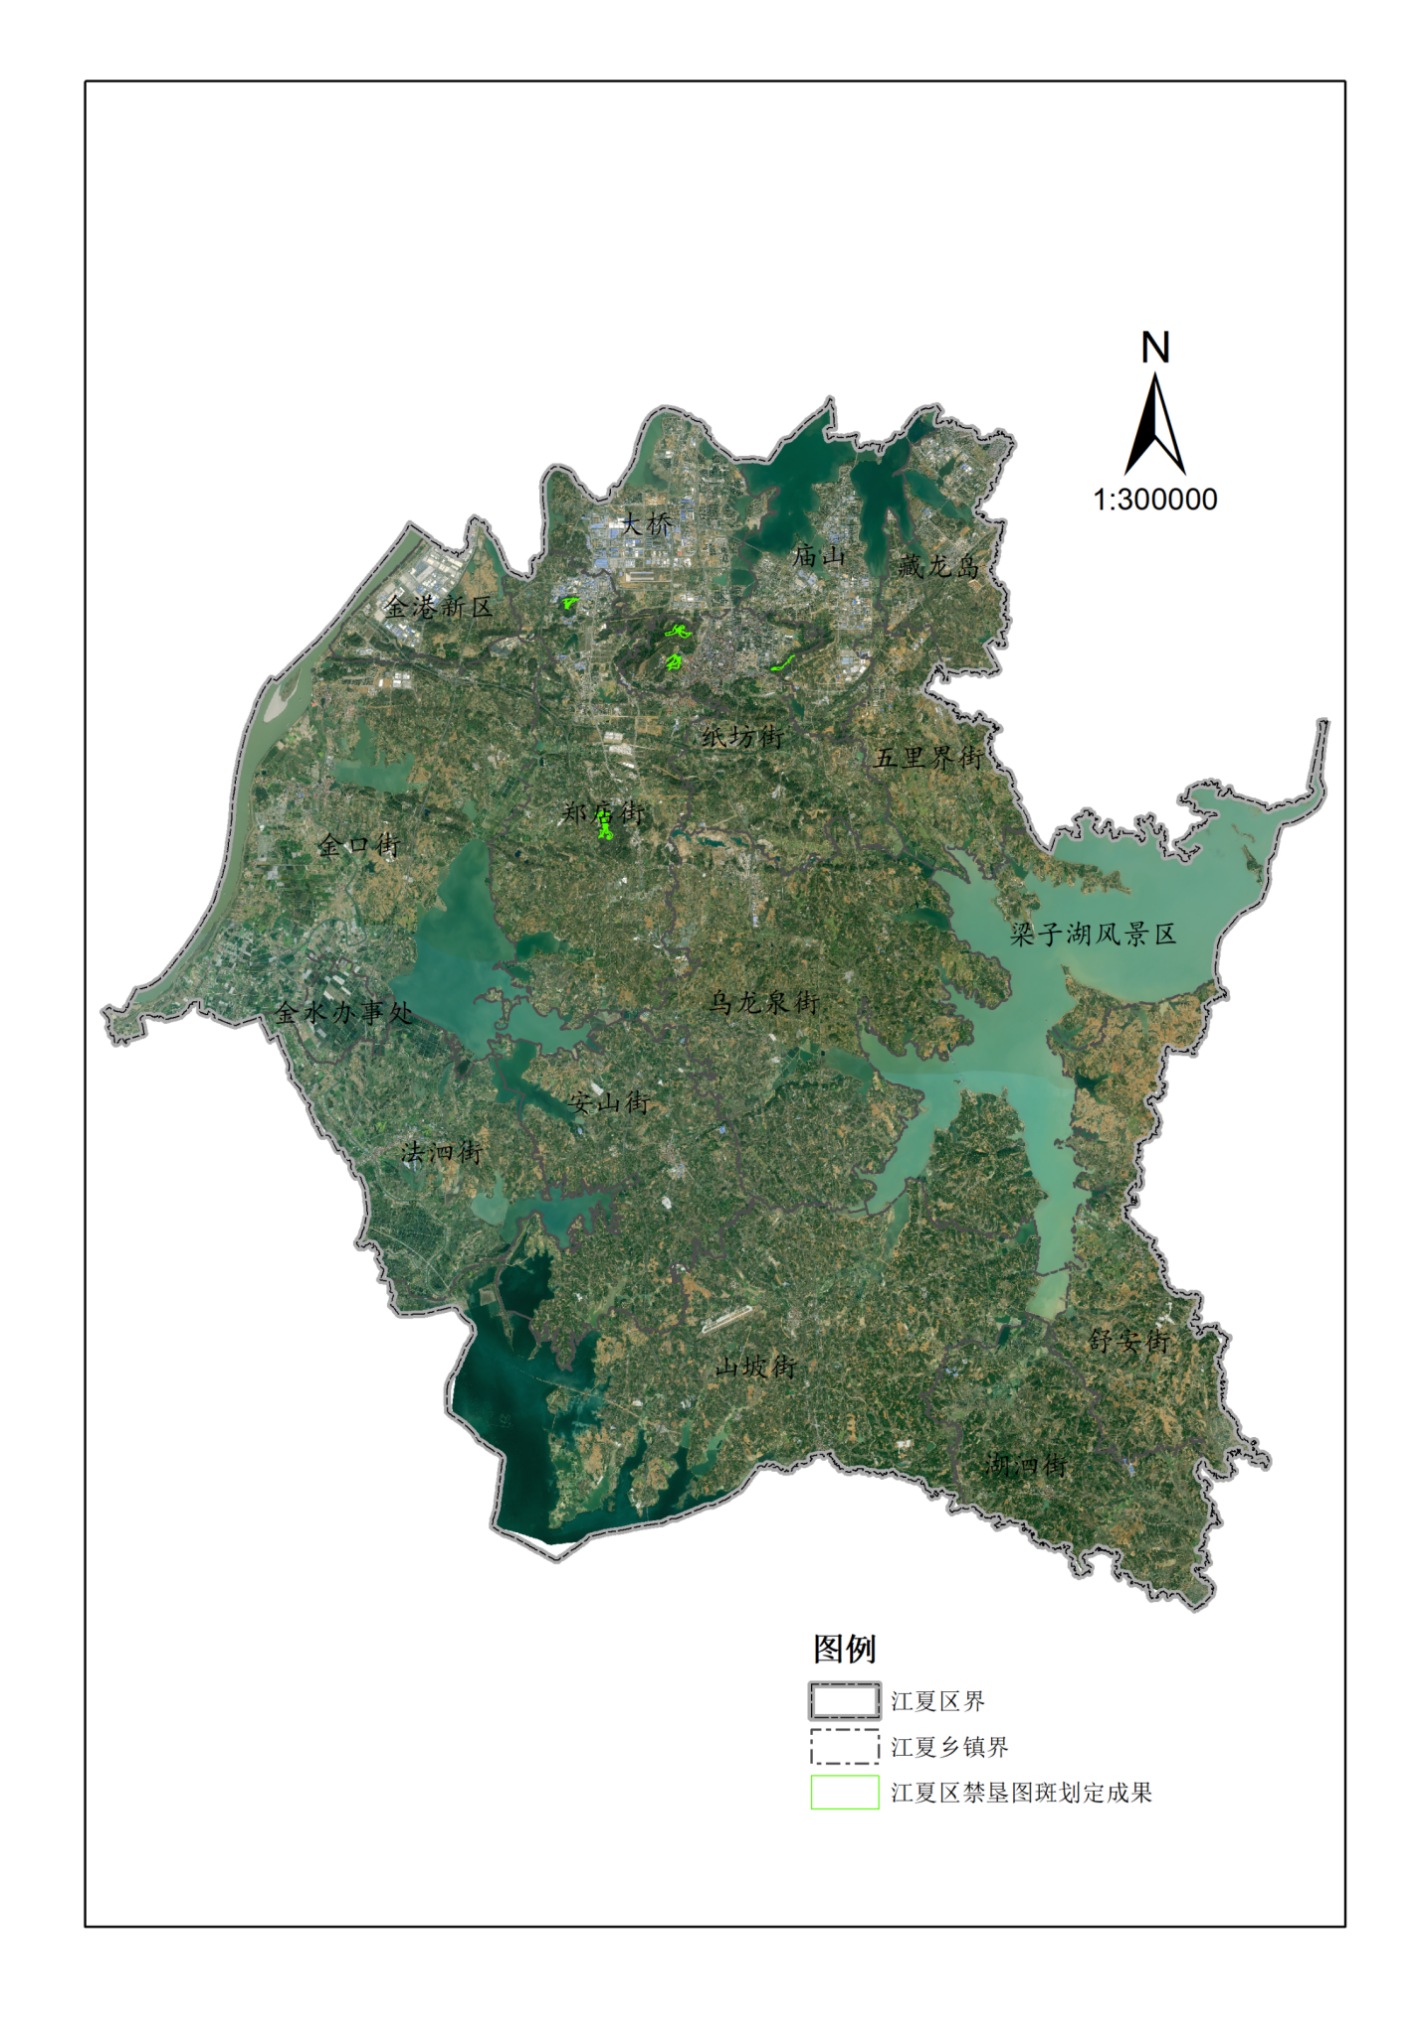 N
1:300000
大桥
庙山
藏龙岛
金港新区
纸坊街
五里界街
郑店街
金口街
梁子湖风景区
乌龙泉街
金水办事处
安山街
法泗街
舒安街
山坡街
湖泗街
图例
江夏区界
江夏乡镇界
江夏区禁垦图斑划定成果